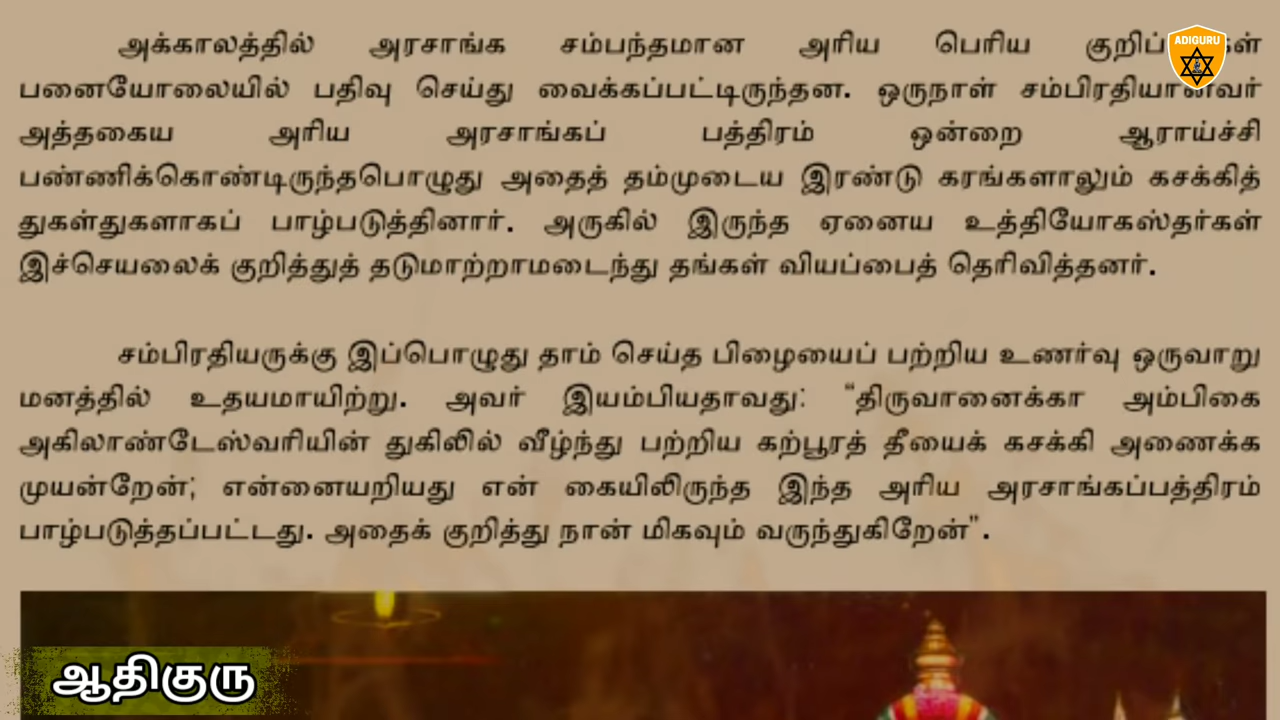 அக்காலத்தில் அரசாங்க சம்பந்தமான அரிய பெரிய
ADIGURU
பனையோலையில் பதிவு செய்து வைக்கப்பட்டிருந்தன. ஒருநாள் சம்பிரதியானவர்
அத்தகைய அரிய அரசாங்கப் பத்திரம் ஒன்றை ஆராய்ச்சி
பண்ணிக்கொண்டிருந்தபொழுது அதைத் தம்முடைய இரண்டு கரங்களாலும் கசக்கித்
துகள்துகளாகப் பாழ்படுத்தினார். அருகில் இருந்த ஏனைய உத்தியோகஸ்தர்கள்
இச்செயலைக் குறித்துத் தடுமாற்றாமடைந்து தங்கள் வியப்பைத் தெரிவித்தனர்.
சம்பிரதியருக்கு இப்பொழுது தாம் செய்த பிழையைப் பற்றிய உணர்வு ஒருவாறு
மனத்தில் உதயமாயிற்று. அவர் இயம்பியதாவது: “திருவானைக்கா அம்பிகை
அகிலாண்டேஸ்வரியின் துகிலில் வீழ்ந்து பற்றிய கற்பூரத் தீயைக் கசக்கி அணைக்க
முயன்றேன்; என்னையறியது என் கையிலிருந்த இந்த அரிய அரசாங்கப்பத்திரம்
பாழ்படுத்தப்பட்டது. அதைக் குறித்து நான் மிகவும் வருந்துகிறேன்”.
ஆதிகுரு